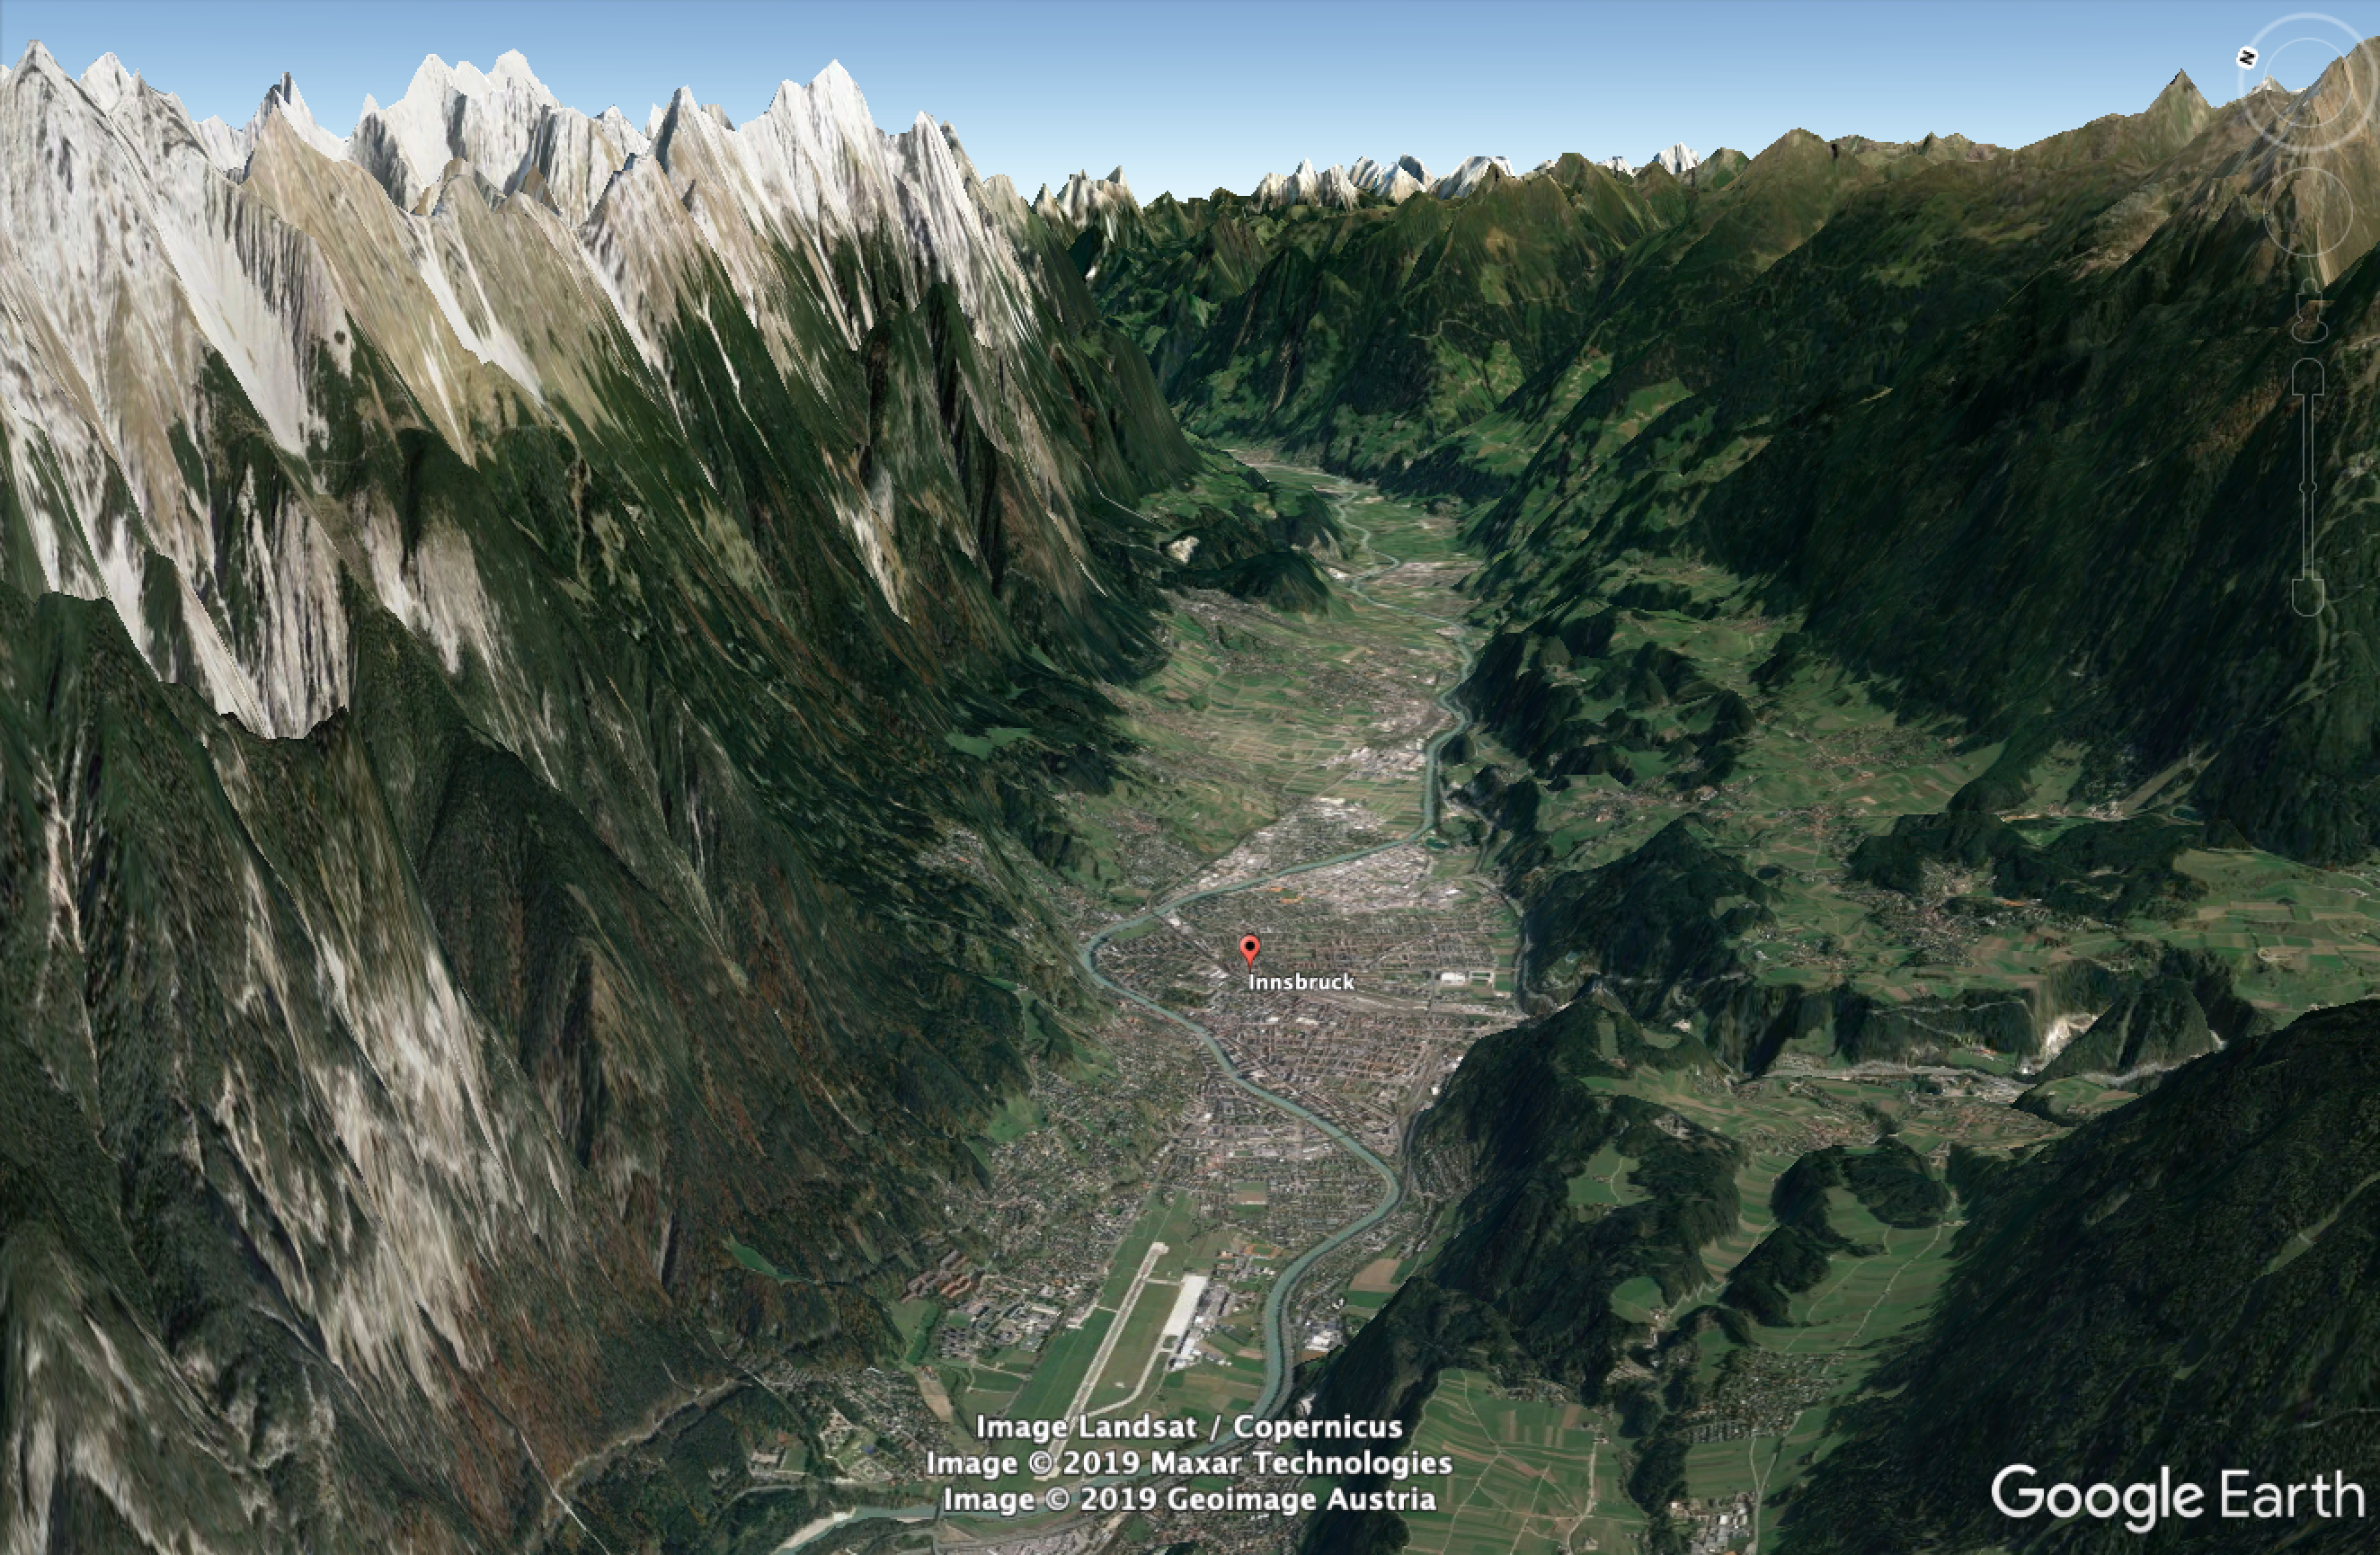 N
Innsbruck
Image Landsat / Copernicus
Image © 2019 Maxar Technologies
Image © 2019 Geoimage Austria
Google Earth